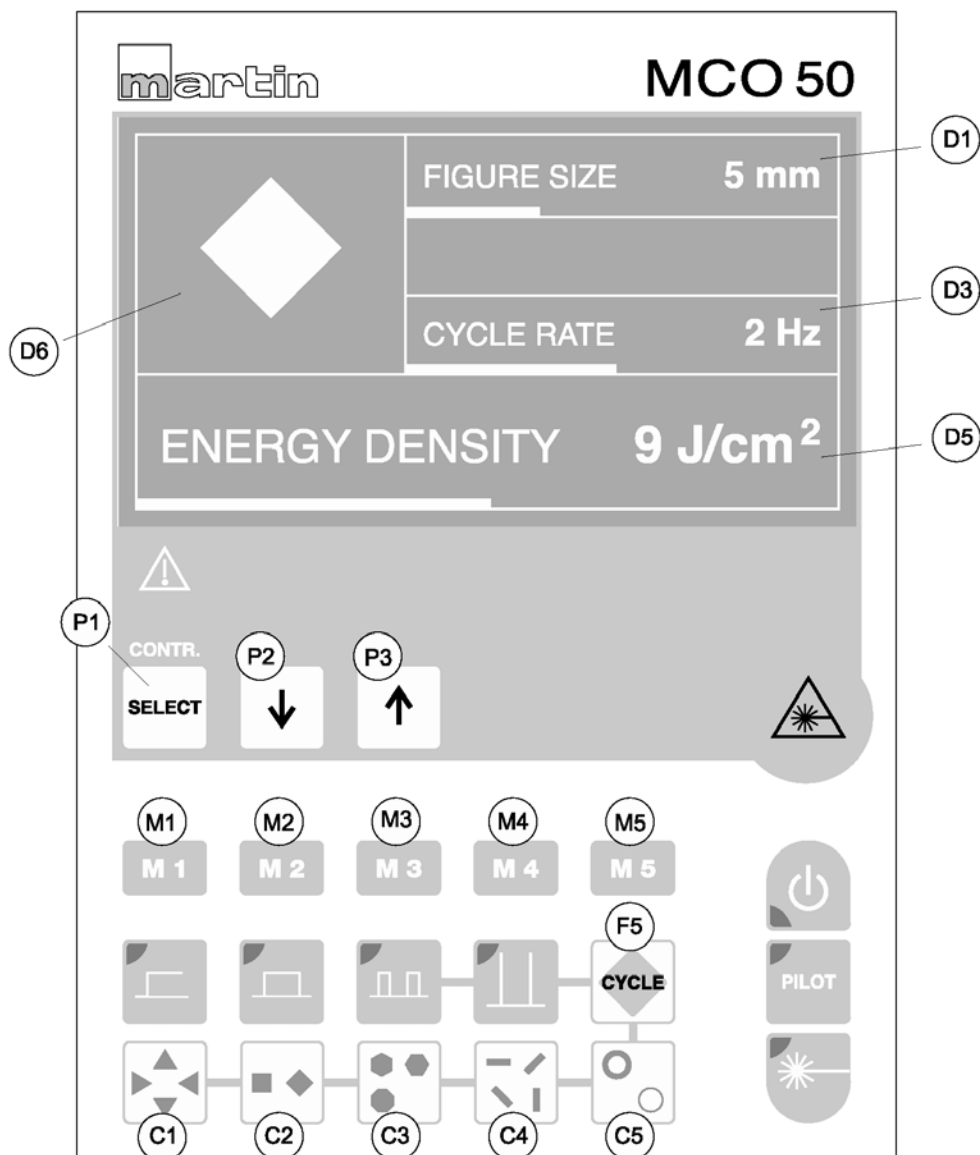 martin MCO 50
D1
FIGURE SIZE 5 mm
D3
CYCLE RATE 2 Hz
D6
D5
ENERGY DENSITY 9 J/cm²
P1
CONTR.
P2 P3
SELECT
M1 M2 M3 M4 M5
M 1 M 2 M 3 M 4 M 5
F5
CYCLE PILOT
C1 C2 C3 C4 C5